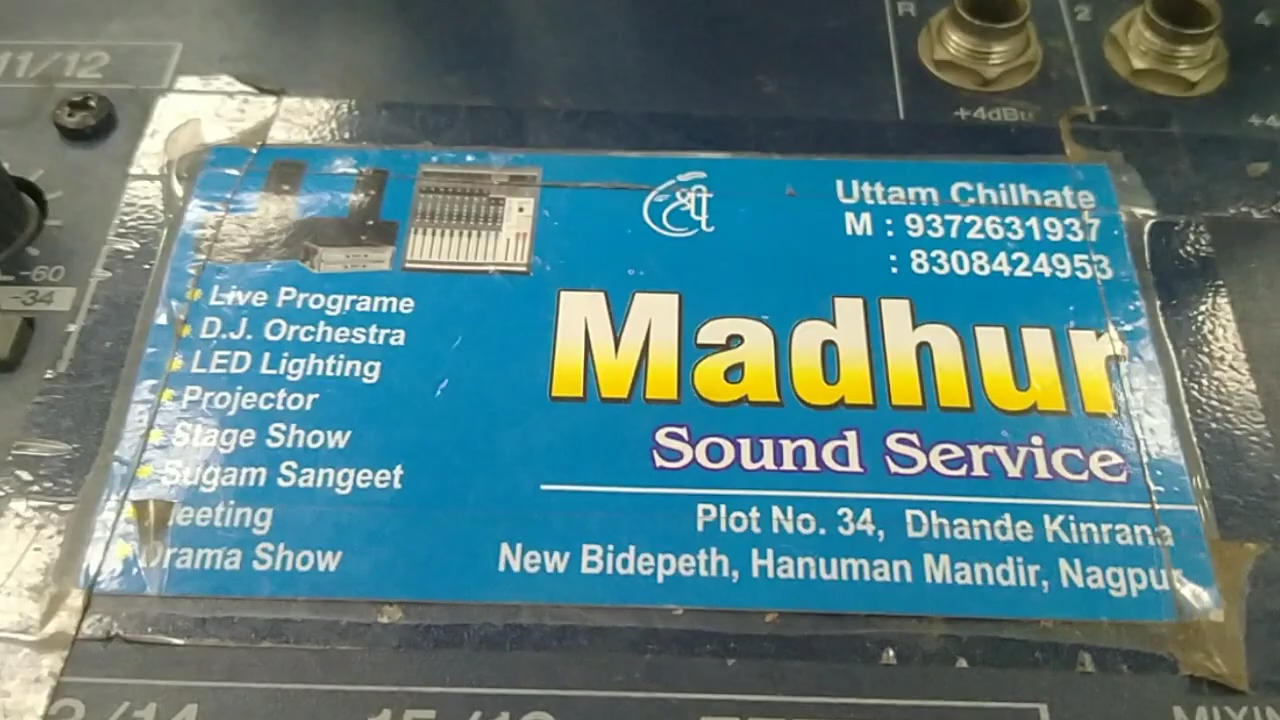 11/12
R
2
+4dBu
-60
-34
श्री
Uttam Chilhate
M : 9372631937
: 8308424953
Live Programe
D.J. Orchestra
LED Lighting
Projector
Stage Show
Sugam Sangeet
Meeting
Drama Show
Madhur
Sound Service
Plot No. 34, Dhande Kinrana
New Bidepeth, Hanuman Mandir, Nagpur